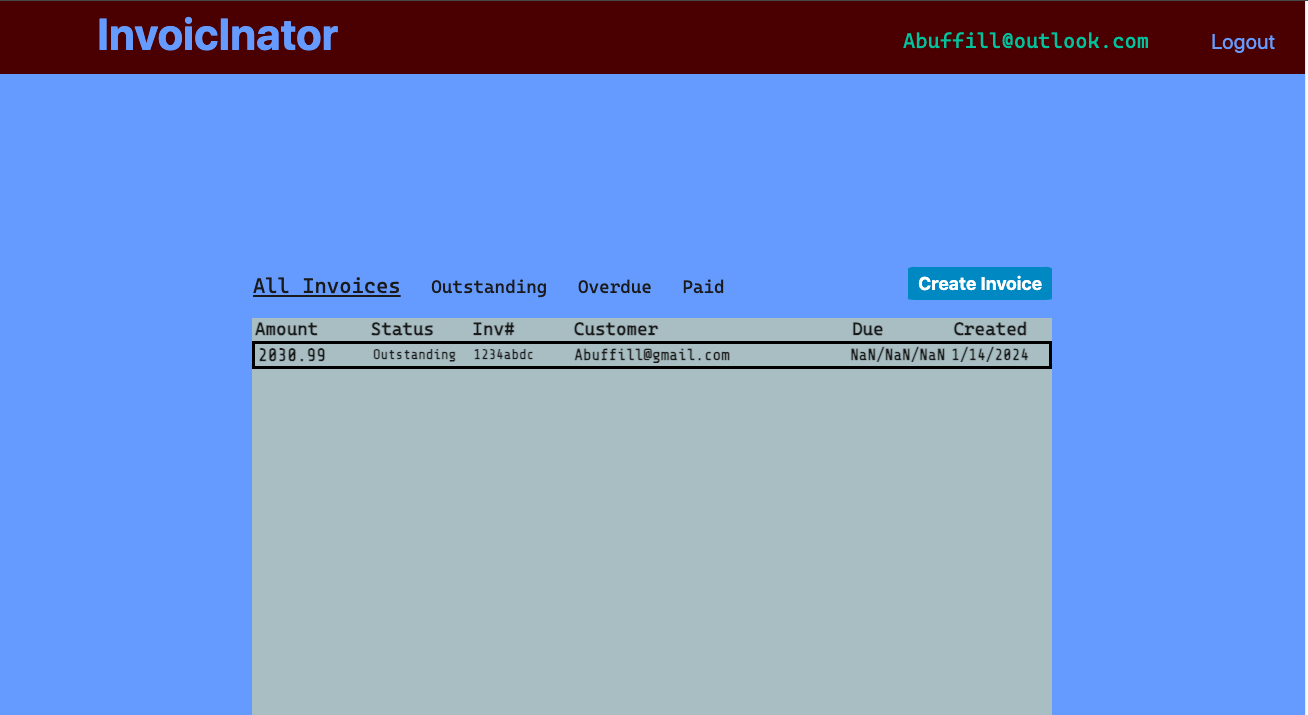 InvoicInator Abuffill@outlook.com Logout
All Invoices Outstanding Overdue Paid Create Invoice
Amount Status Inv# Customer Due Created
2030.99 Outstanding 1234abdc Abuffill@gmail.com NaN/NaN/NaN 1/14/2024